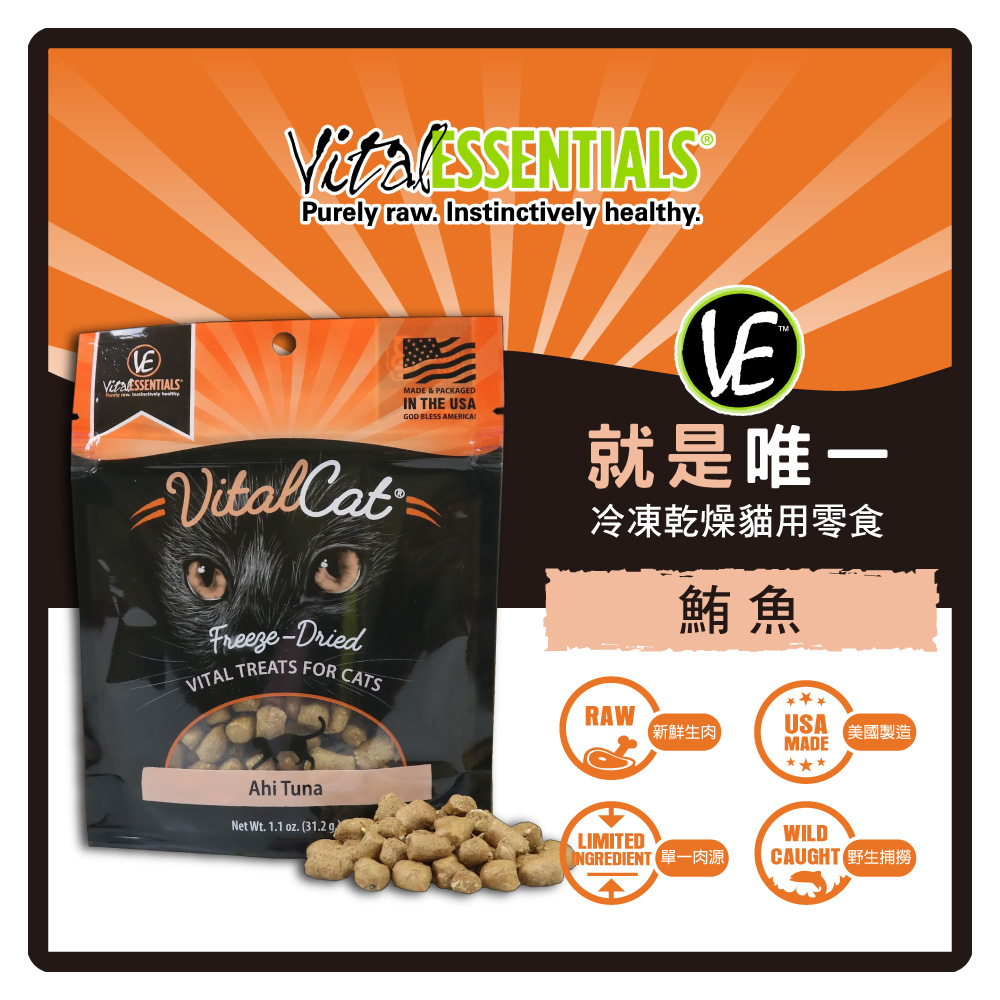 VitalESSENTIALS®
Purely raw. Instinctively healthy.
VE™
就是唯一
冷凍乾燥貓用零食
鮪魚
VE
VitalESSENTIALS®
Purely raw. Instinctively healthy.
MADE & PACKAGED
IN THE USA
GOD BLESS AMERICA!
VitalCat®
Freeze-Dried
VITAL TREATS FOR CATS
Ahi Tuna
Net Wt. 1.1 oz. (31.2 g
RAW
新鮮生肉
USA
MADE
美國製造
LIMITED
INGREDIENT
單一肉源
WILD
CAUGHT
野生捕撈